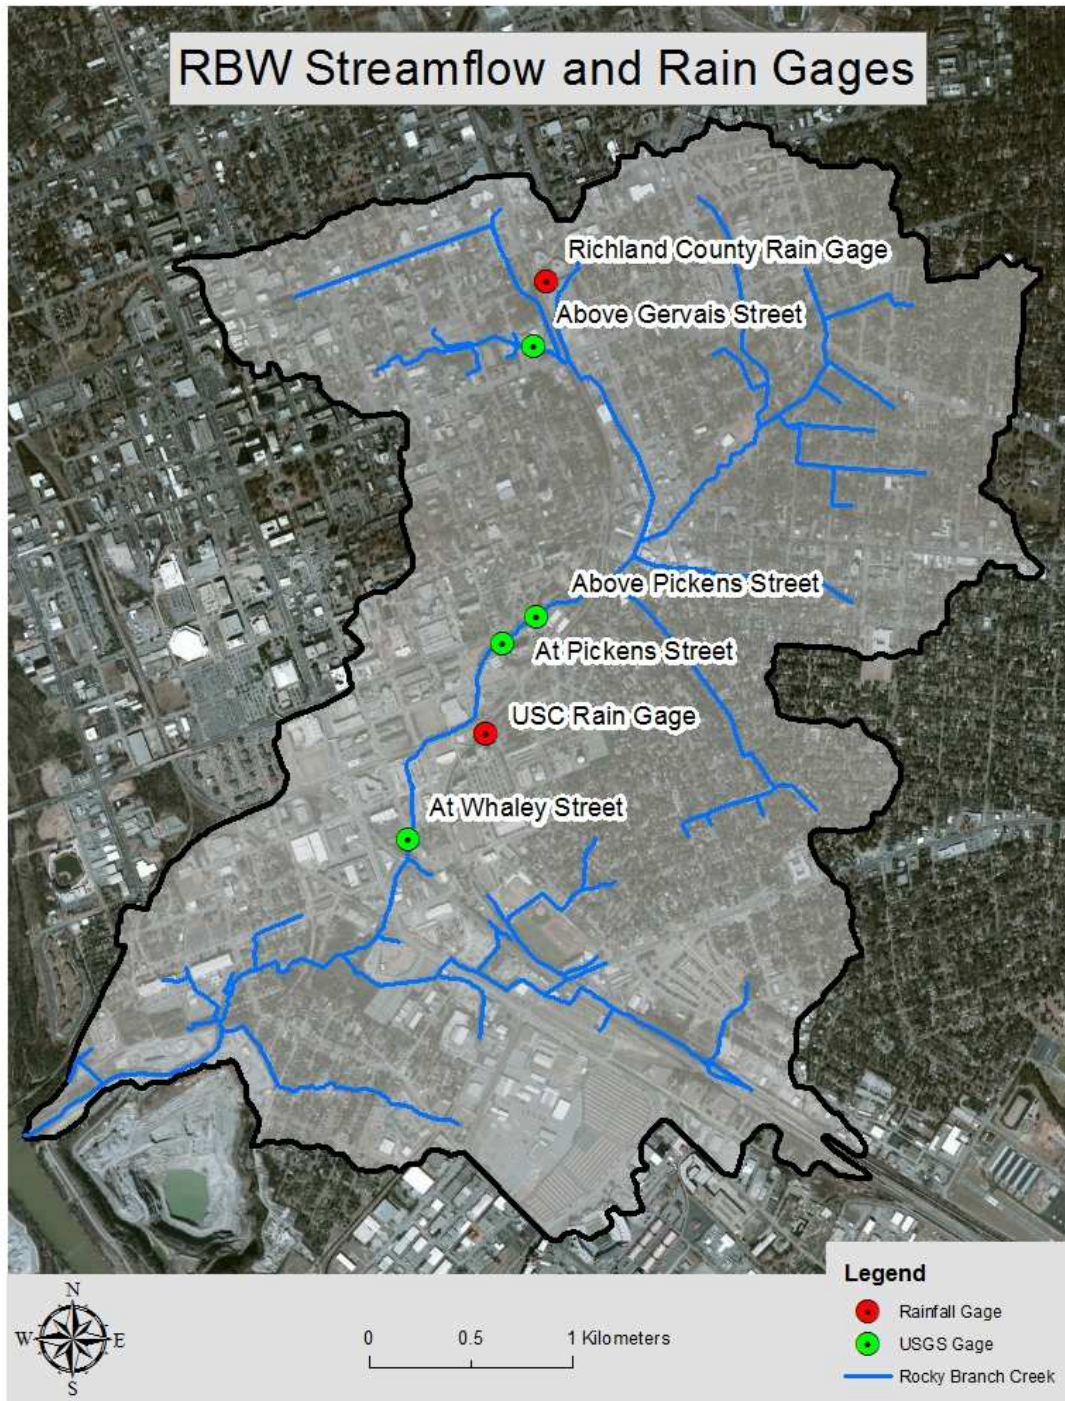 RBW Streamflow and Rain Gages
Richland County Rain Gage
Above Gervais Street
Above Pickens Street
At Pickens Street
USC Rain Gage
At Whaley Street
Legend
Rainfall Gage
USGS Gage
Rocky Branch Creek
N
W E
S
0 0.5 1 Kilometers